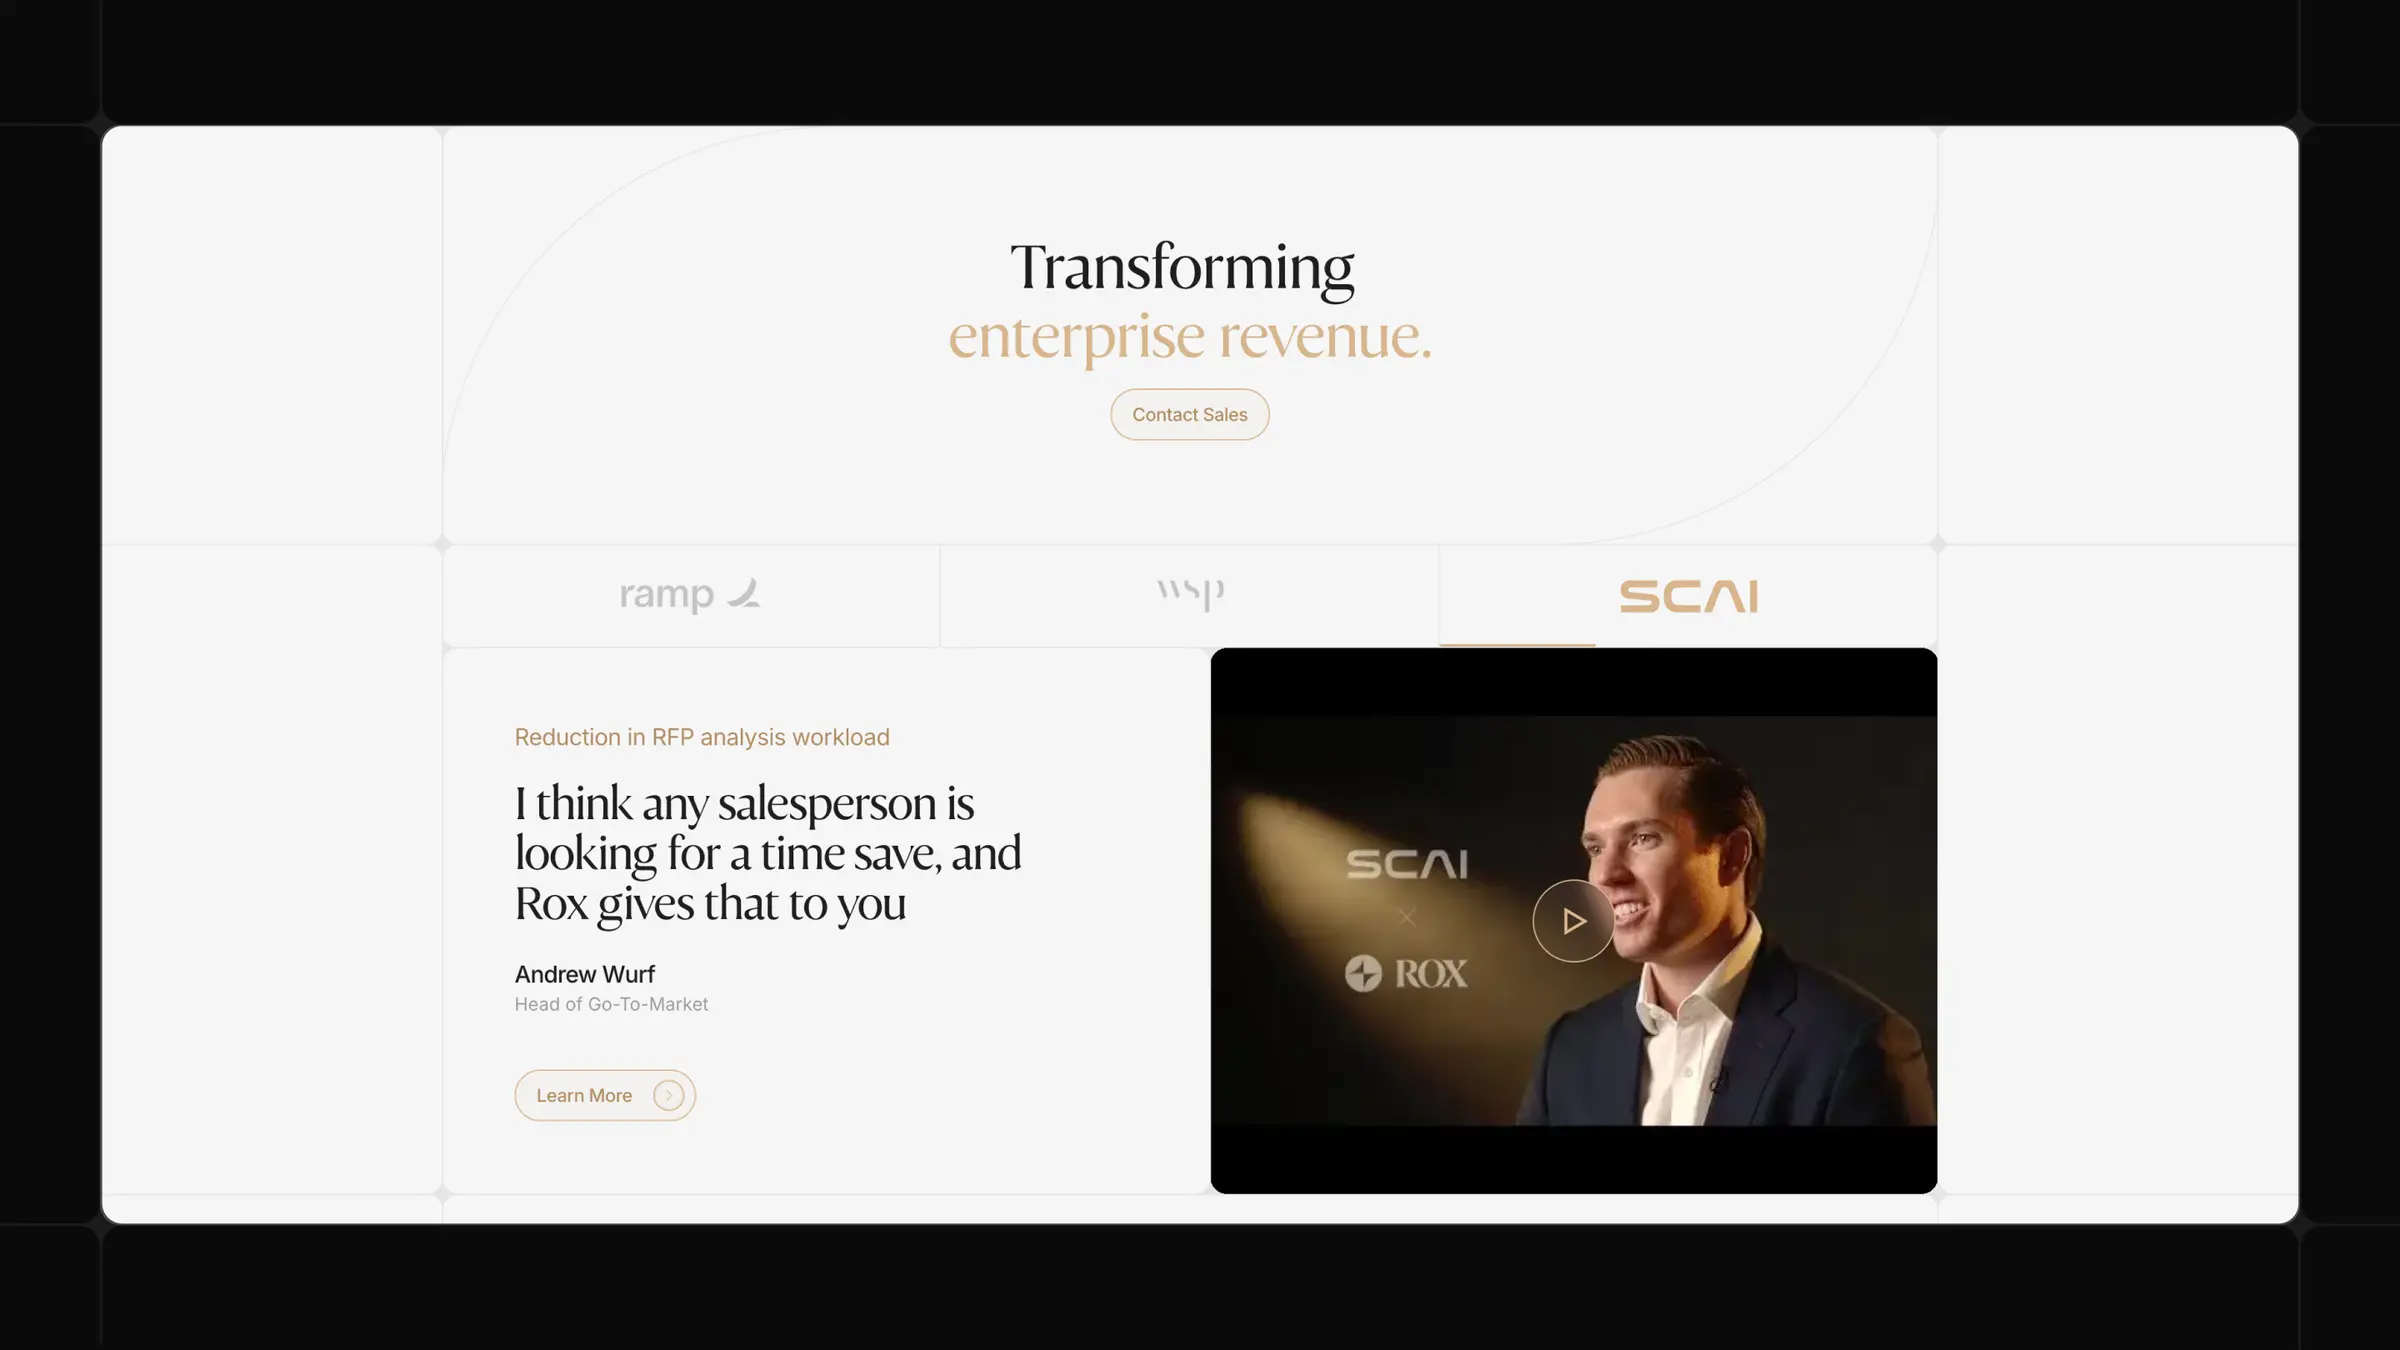 Transforming
enterprise revenue.
Contact Sales
ramp
wsp
SCAI
Reduction in RFP analysis workload
I think any salesperson is
looking for a time save, and
Rox gives that to you
Andrew Wurf
Head of Go-To-Market
Learn More
SCAI
×
ROX